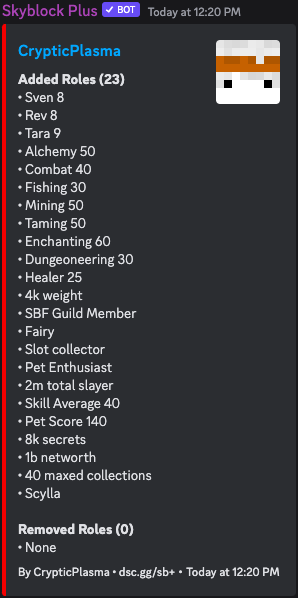 Skyblock Plus ✓ BOT Today at 12:20 PM
CrypticPlasma
Added Roles (23)
• Sven 8
• Rev 8
• Tara 9
• Alchemy 50
• Combat 40
• Fishing 30
• Mining 50
• Taming 50
• Enchanting 60
• Dungeoneering 30
• Healer 25
• 4k weight
• SBF Guild Member
• Fairy
• Slot collector
• Pet Enthusiast
• 2m total slayer
• Skill Average 40
• Pet Score 140
• 8k secrets
• 1b networth
• 40 maxed collections
• Scylla
Removed Roles (0)
• None
By CrypticPlasma • dsc.gg/sb+ • Today at 12:20 PM